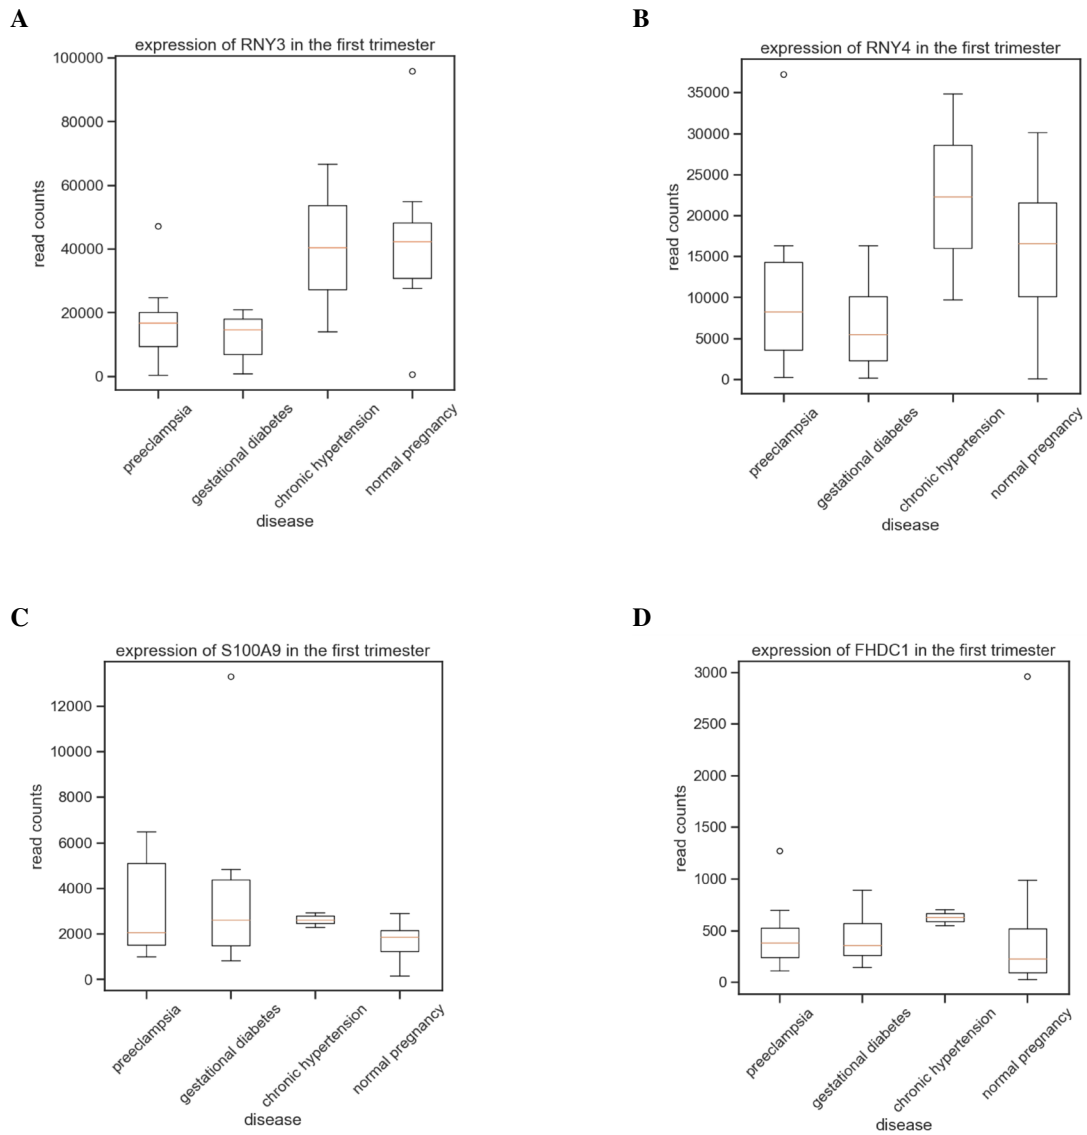 A
expression of RNY3 in the first trimester
100000
80000
60000
40000
20000
0
read counts
preeclampsia
gestational diabetes
chronic hypertension
normal pregnancy
disease
B
expression of RNY4 in the first trimester
35000
30000
25000
20000
15000
10000
5000
0
read counts
preeclampsia
gestational diabetes
chronic hypertension
normal pregnancy
disease
C
expression of S100A9 in the first trimester
12000
10000
8000
6000
4000
2000
0
read counts
preeclampsia
gestational diabetes
chronic hypertension
normal pregnancy
disease
D
expression of FHDC1 in the first trimester
3000
2500
2000
1500
1000
500
0
read counts
preeclampsia
gestational diabetes
chronic hypertension
normal pregnancy
disease